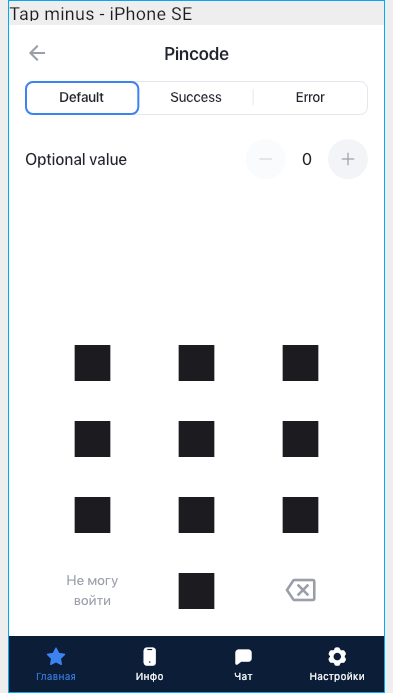 Tap minus - iPhone SE
Pincode
Default Success Error
Optional value 0
Не могу
войти
Главная Инфо Чат Настройки